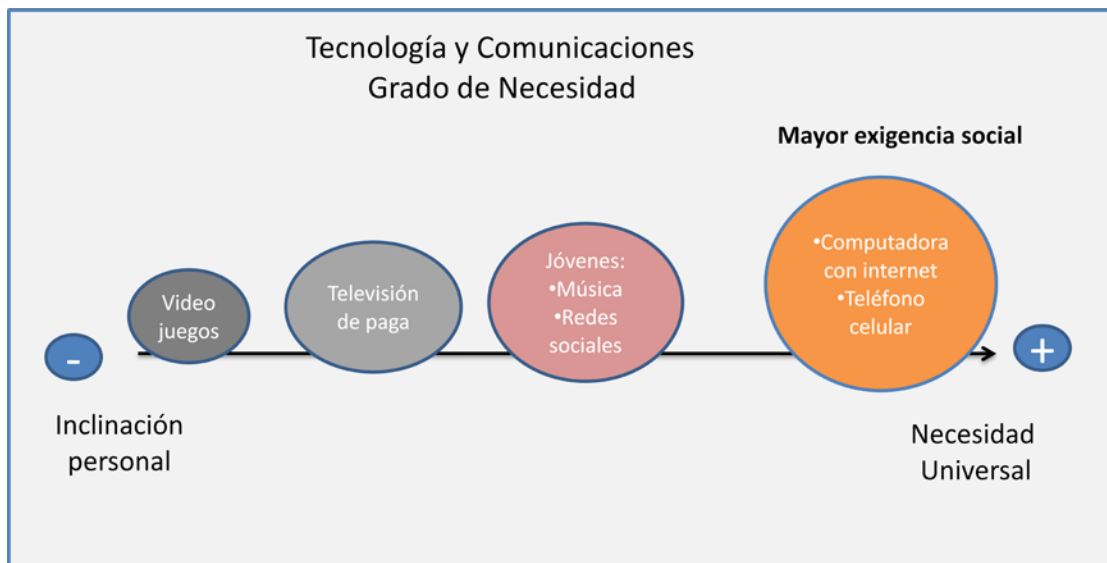 Tecnología y Comunicaciones
Grado de Necesidad
Mayor exigencia social
•Computadora
con internet
•Teléfono
celular
Jóvenes:
•Música
•Redes
sociales
Televisión
de paga
Video
juegos
-
+
Inclinación
personal
Necesidad
Universal